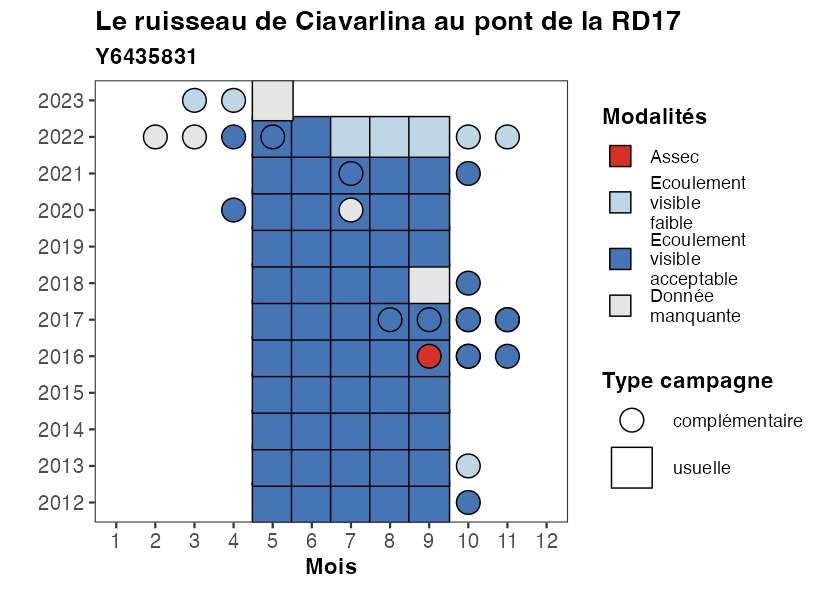 Le ruisseau de Ciavarlina au pont de la RD17
Y6435831
2023
2022
2021
2020
2019
2018
2017
2016
2015
2014
2013
2012
1 2 3 4 5 6 7 8 9 10 11 12
Mois
Modalités
Assec
Ecoulement
visible
faible
Ecoulement
visible
acceptable
Donnée
manquante
Type campagne
complémentaire
usuelle